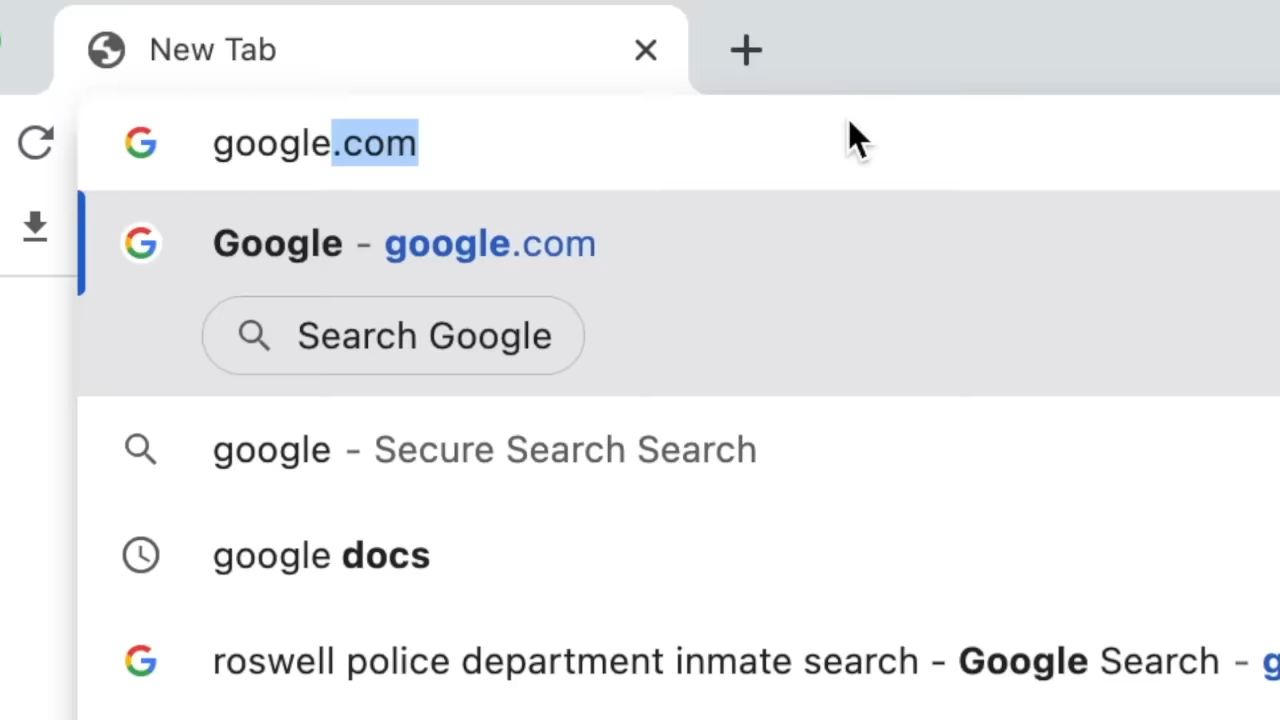 New Tab
google.com
Google - google.com
Search Google
google - Secure Search Search
google docs
roswell police department inmate search - Google Search - g